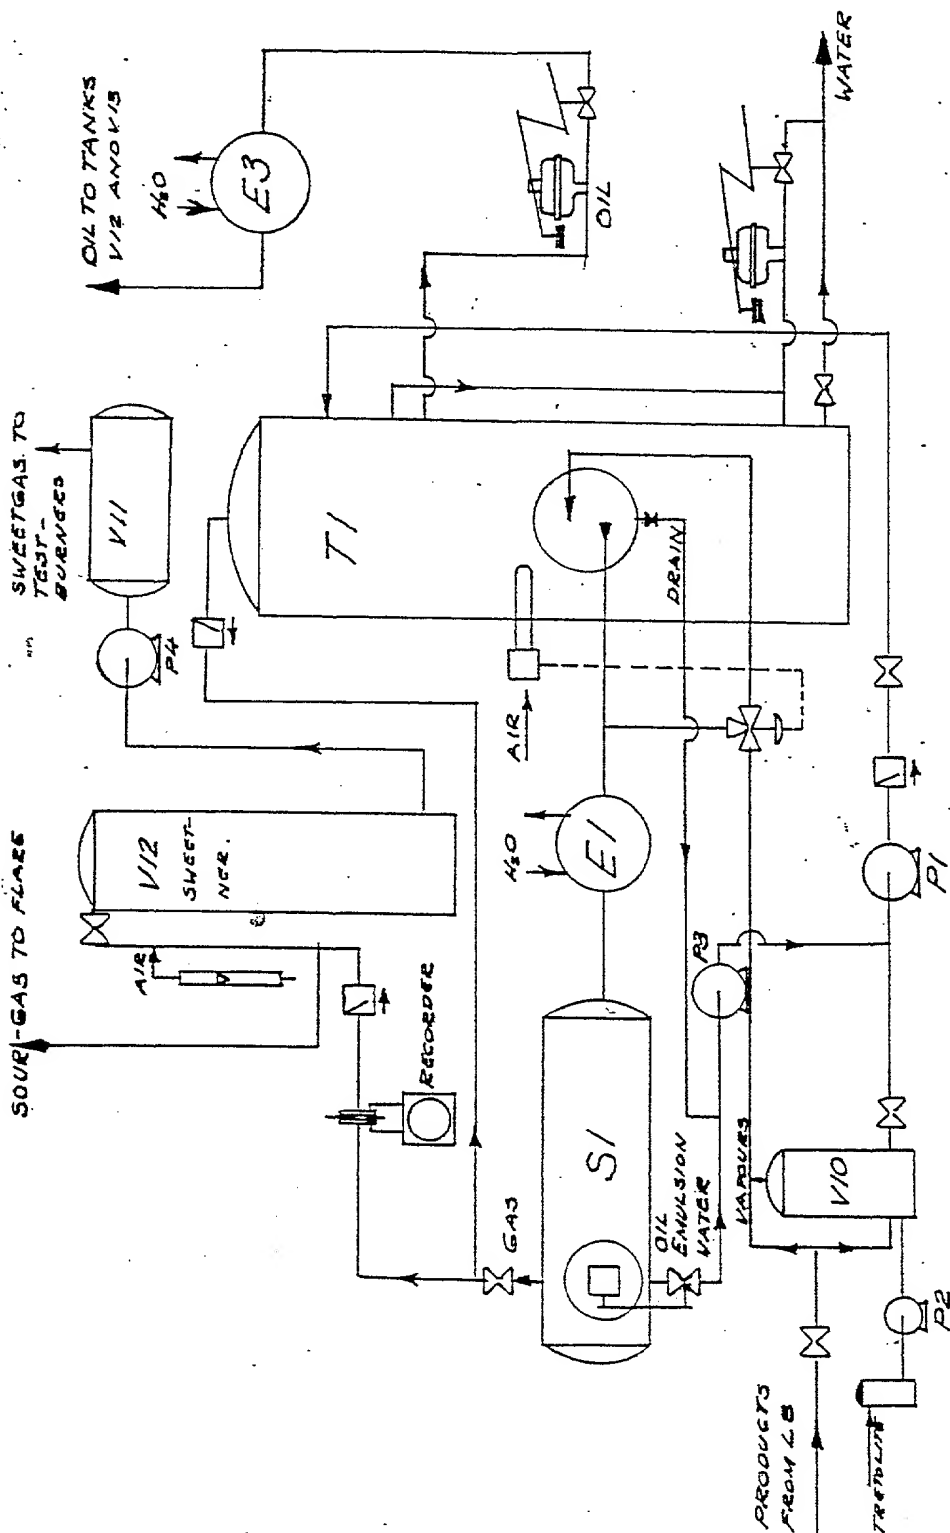 SOUR-GAS TO FLARE
SWEETGAS TO
TEST-
BURNERS
OIL TO TANKS
V12 AND V13
H2O
E3
V11
P4
V12
SWEET-
NER.
AIR
RECORDER
T1
OIL
WATER
DRAIN
AIR
H2O
E1
GAS
S1
OIL
EMULSION
WATER
P3
VAPOURS
V10
P1
P2
PRODUCTS
FROM LB
TRETOLITE